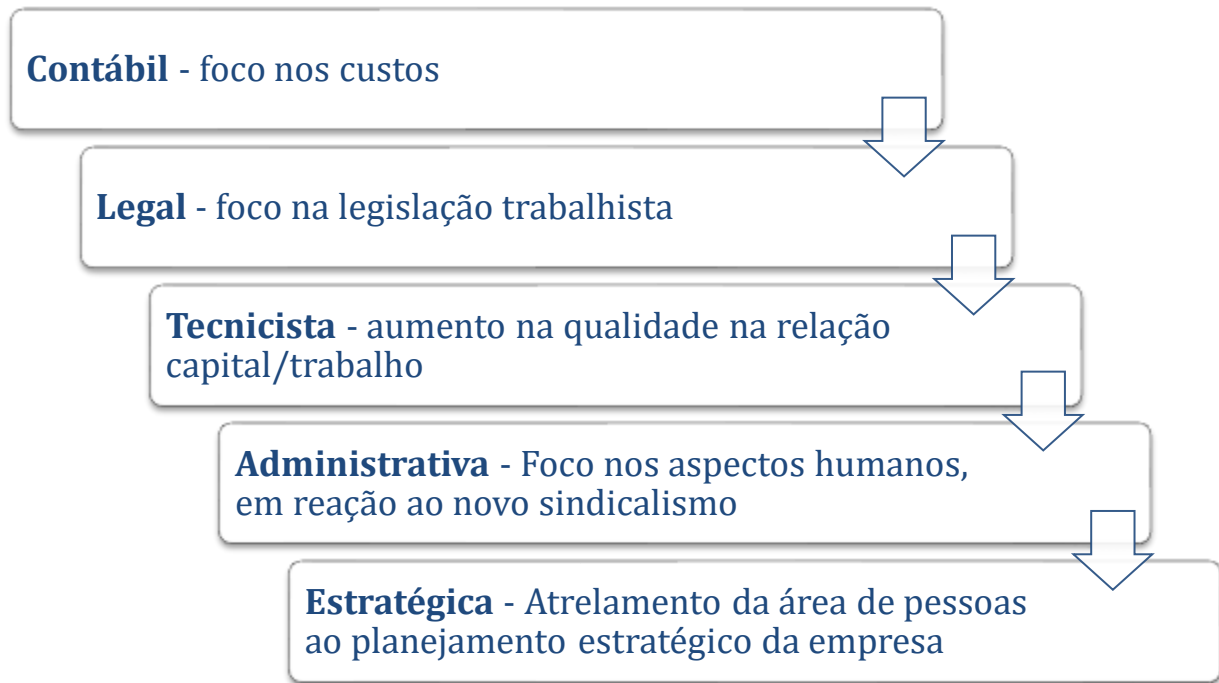 Contábil - foco nos custos
Legal - foco na legislação trabalhista
Tecnicista - aumento na qualidade na relação
capital/trabalho
Administrativa - Foco nos aspectos humanos,
em reação ao novo sindicalismo
Estratégica - Atrelamento da área de pessoas
ao planejamento estratégico da empresa